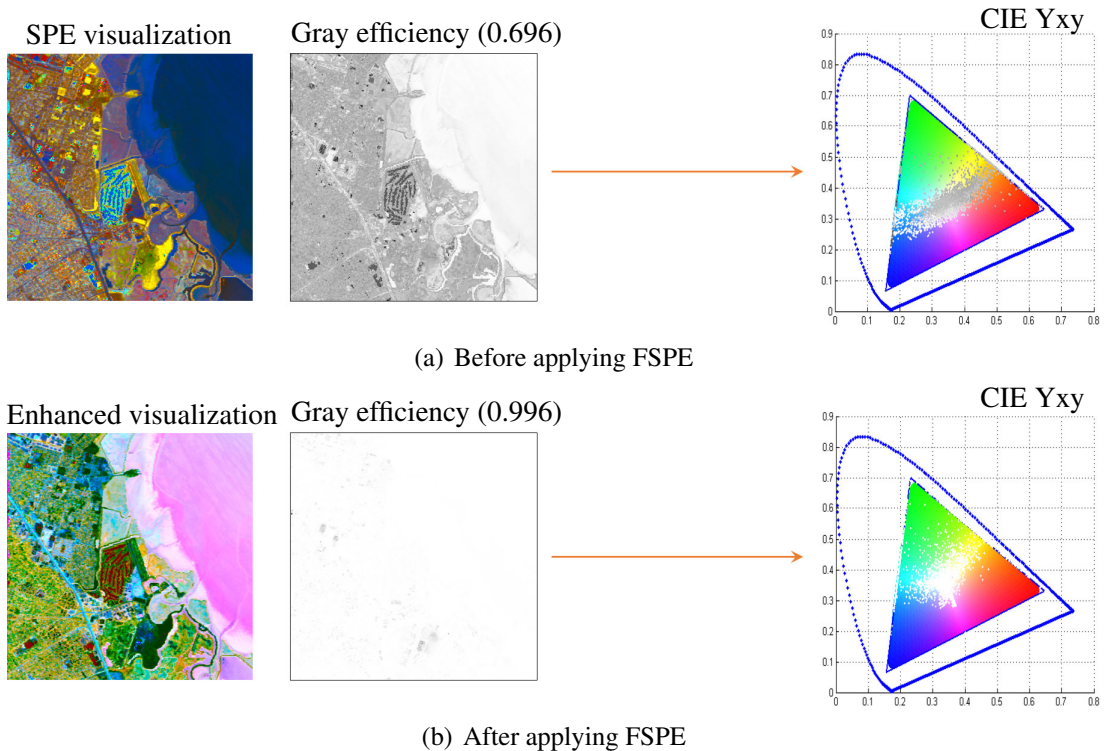 SPE visualization
Gray efficiency (0.696)
CIE Yxy
0.9
0.8
0.7
0.6
0.5
0.4
0.3
0.2
0.1
0
0 0.1 0.2 0.3 0.4 0.5 0.6 0.7 0.8
(a) Before applying FSPE
Enhanced visualization
Gray efficiency (0.996)
CIE Yxy
0.9
0.8
0.7
0.6
0.5
0.4
0.3
0.2
0.1
0
0 0.1 0.2 0.3 0.4 0.5 0.6 0.7 0.8
(b) After applying FSPE